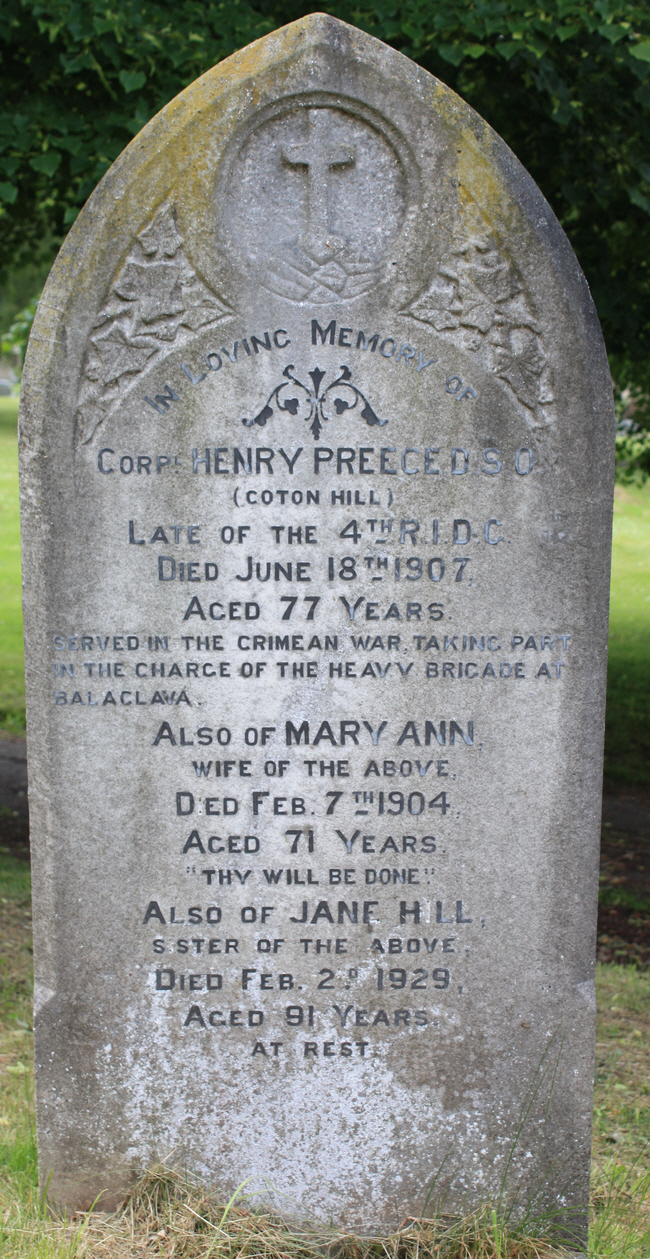 In Loving Memory of
Corpl HENRY PREECE D.S.O
(COTON HILL)
LATE OF THE 4TH R.I.D.G.
DIED JUNE 18TH 1907,
AGED 77 YEARS.
SERVED IN THE CRIMEAN WAR, TAKING PART
IN THE CHARGE OF THE HEAVY BRIGADE AT
BALACLAVA.
ALSO OF MARY ANN,
WIFE OF THE ABOVE,
DIED FEB. 7TH 1904,
AGED 71 YEARS.
"THY WILL BE DONE".
ALSO OF JANE HILL,
SISTER OF THE ABOVE,
DIED FEB. 2D 1929,
AGED 91 YEARS.
AT REST.